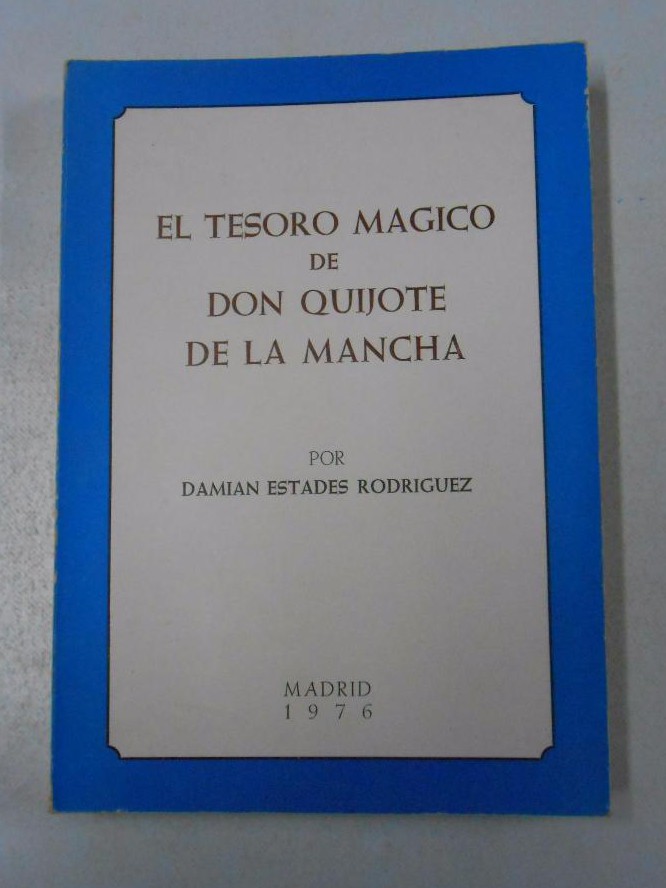 EL TESORO MAGICO
DE
DON QUIJOTE
DE LA MANCHA
POR
DAMIAN ESTADES RODRIGUEZ
MADRID
1976